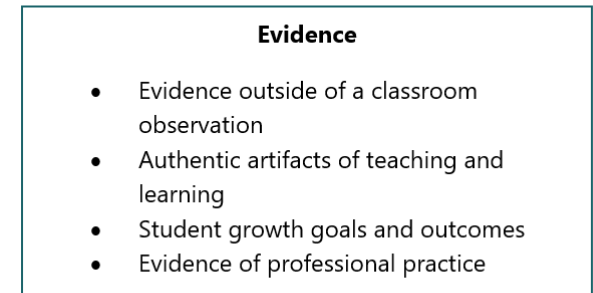 Evidence
• Evidence outside of a classroom
observation
• Authentic artifacts of teaching and
learning
• Student growth goals and outcomes
• Evidence of professional practice